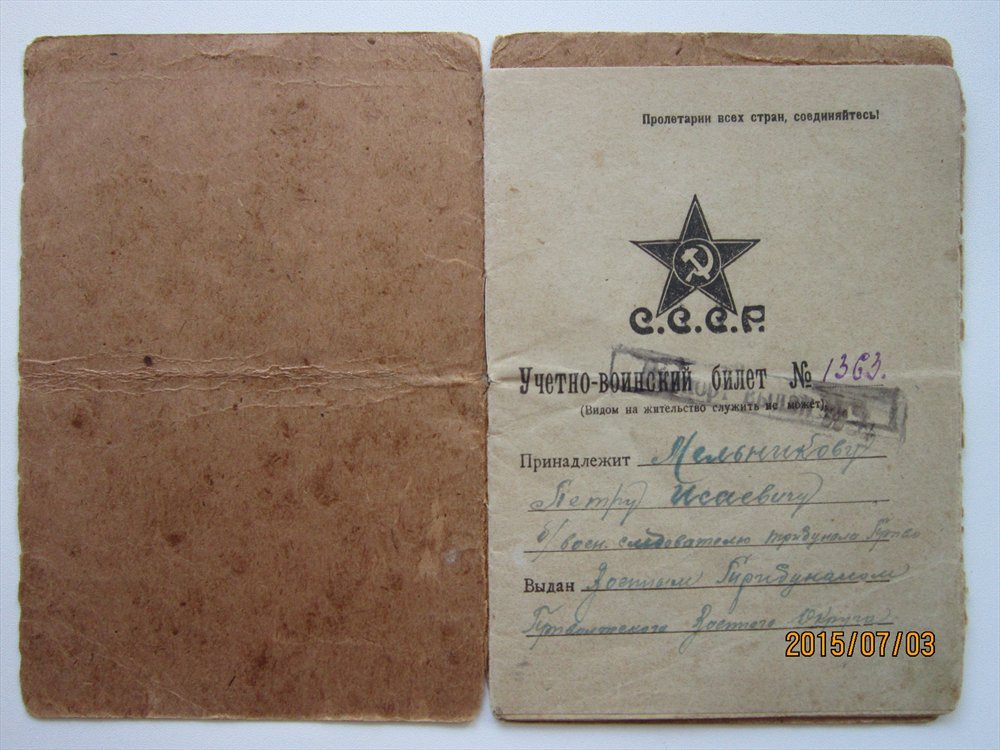 Пролетарии всех стран, соединяйтесь!
С.С.С.Р.
Учетно-воинский билет № 1363.
(Видом на жительство служить не может).
Принадлежит Мельникову
Петру Исаевичу
б/воен. следователю трибунала
Выдан Военным Трибуналом
Приволжского Военного Округа
2015/07/03